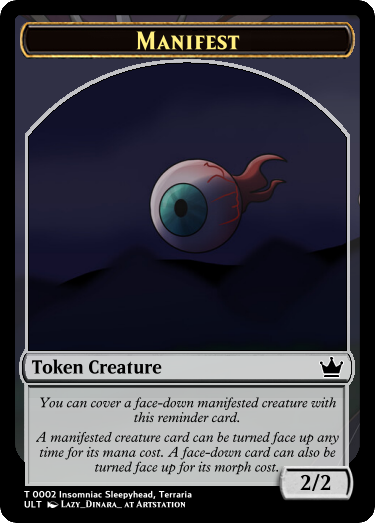 Manifest
Token Creature
You can cover a face-down manifested creature with
this reminder card.
A manifested creature card can be turned face up any
time for its mana cost. A face-down card can also be
turned face up for its morph cost.
2/2
T 0002 Insomniac Sleepyhead, Terraria
ULT Lazy_Dinara_ at Artstation